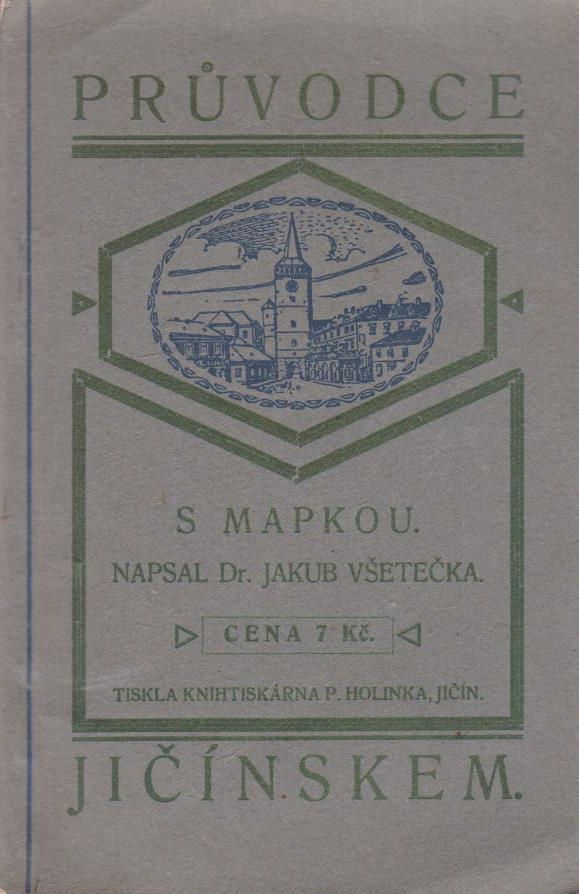 PRŮVODCE
S MAPKOU.
NAPSAL Dr. JAKUB VŠETEČKA.
CENA 7 Kč.
TISKLA KNIHTISKÁRNA P. HOLINKA, JIČÍN.
JIČÍNSKEM.